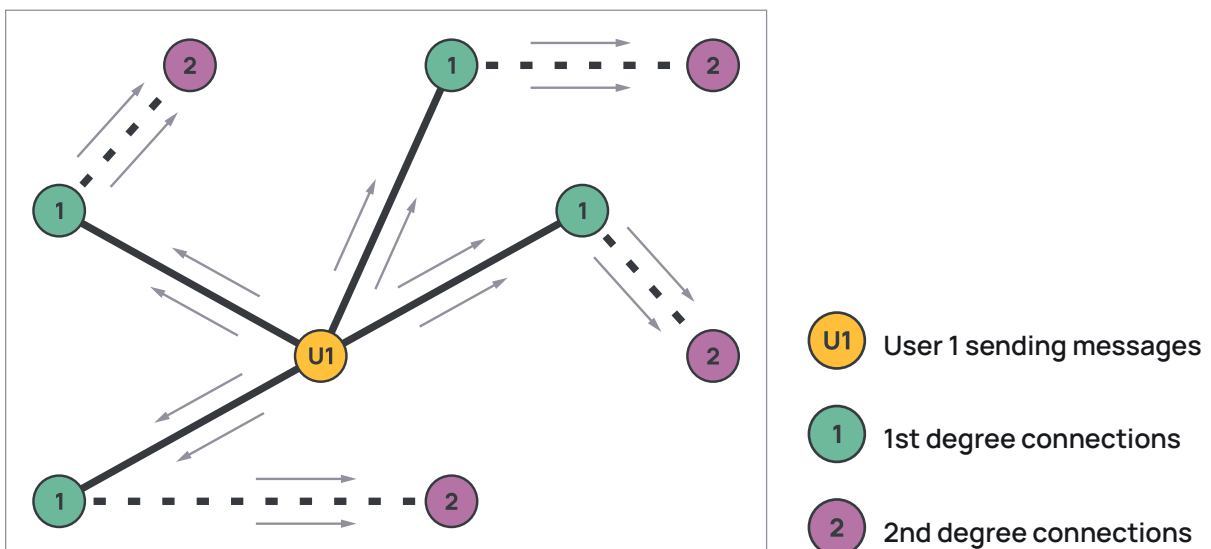 2
1
2
1
1
U1
2
1
2
U1 User 1 sending messages
1 1st degree connections
2 2nd degree connections